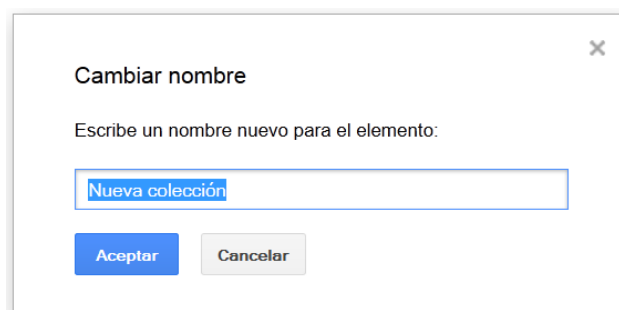 Cambiar nombre
Escribe un nombre nuevo para el elemento:
Nueva colección
Aceptar Cancelar